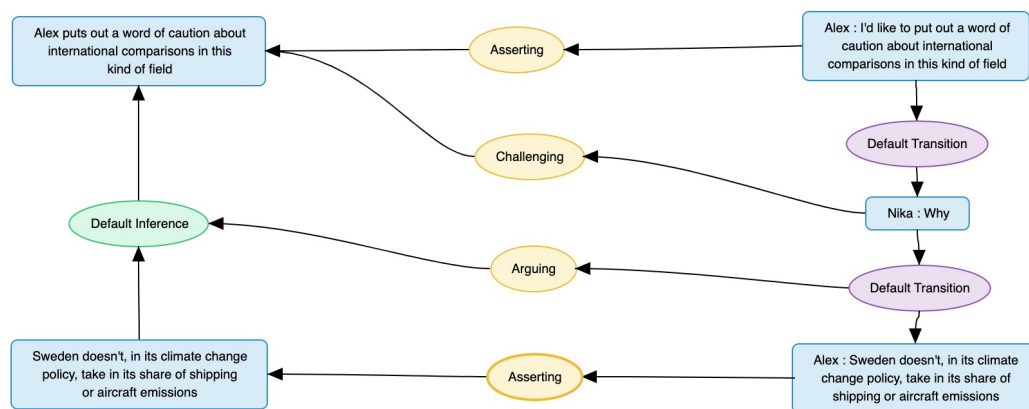 Alex puts out a word of caution about
international comparisons in this
kind of field
Asserting
Alex : I'd like to put out a word of
caution about international
comparisons in this kind of field
Default Transition
Challenging
Nika : Why
Default Inference
Arguing
Default Transition
Sweden doesn't, in its climate change
policy, take in its share of shipping
or aircraft emissions
Asserting
Alex : Sweden doesn't, in its climate
change policy, take in its share of
shipping or aircraft emissions